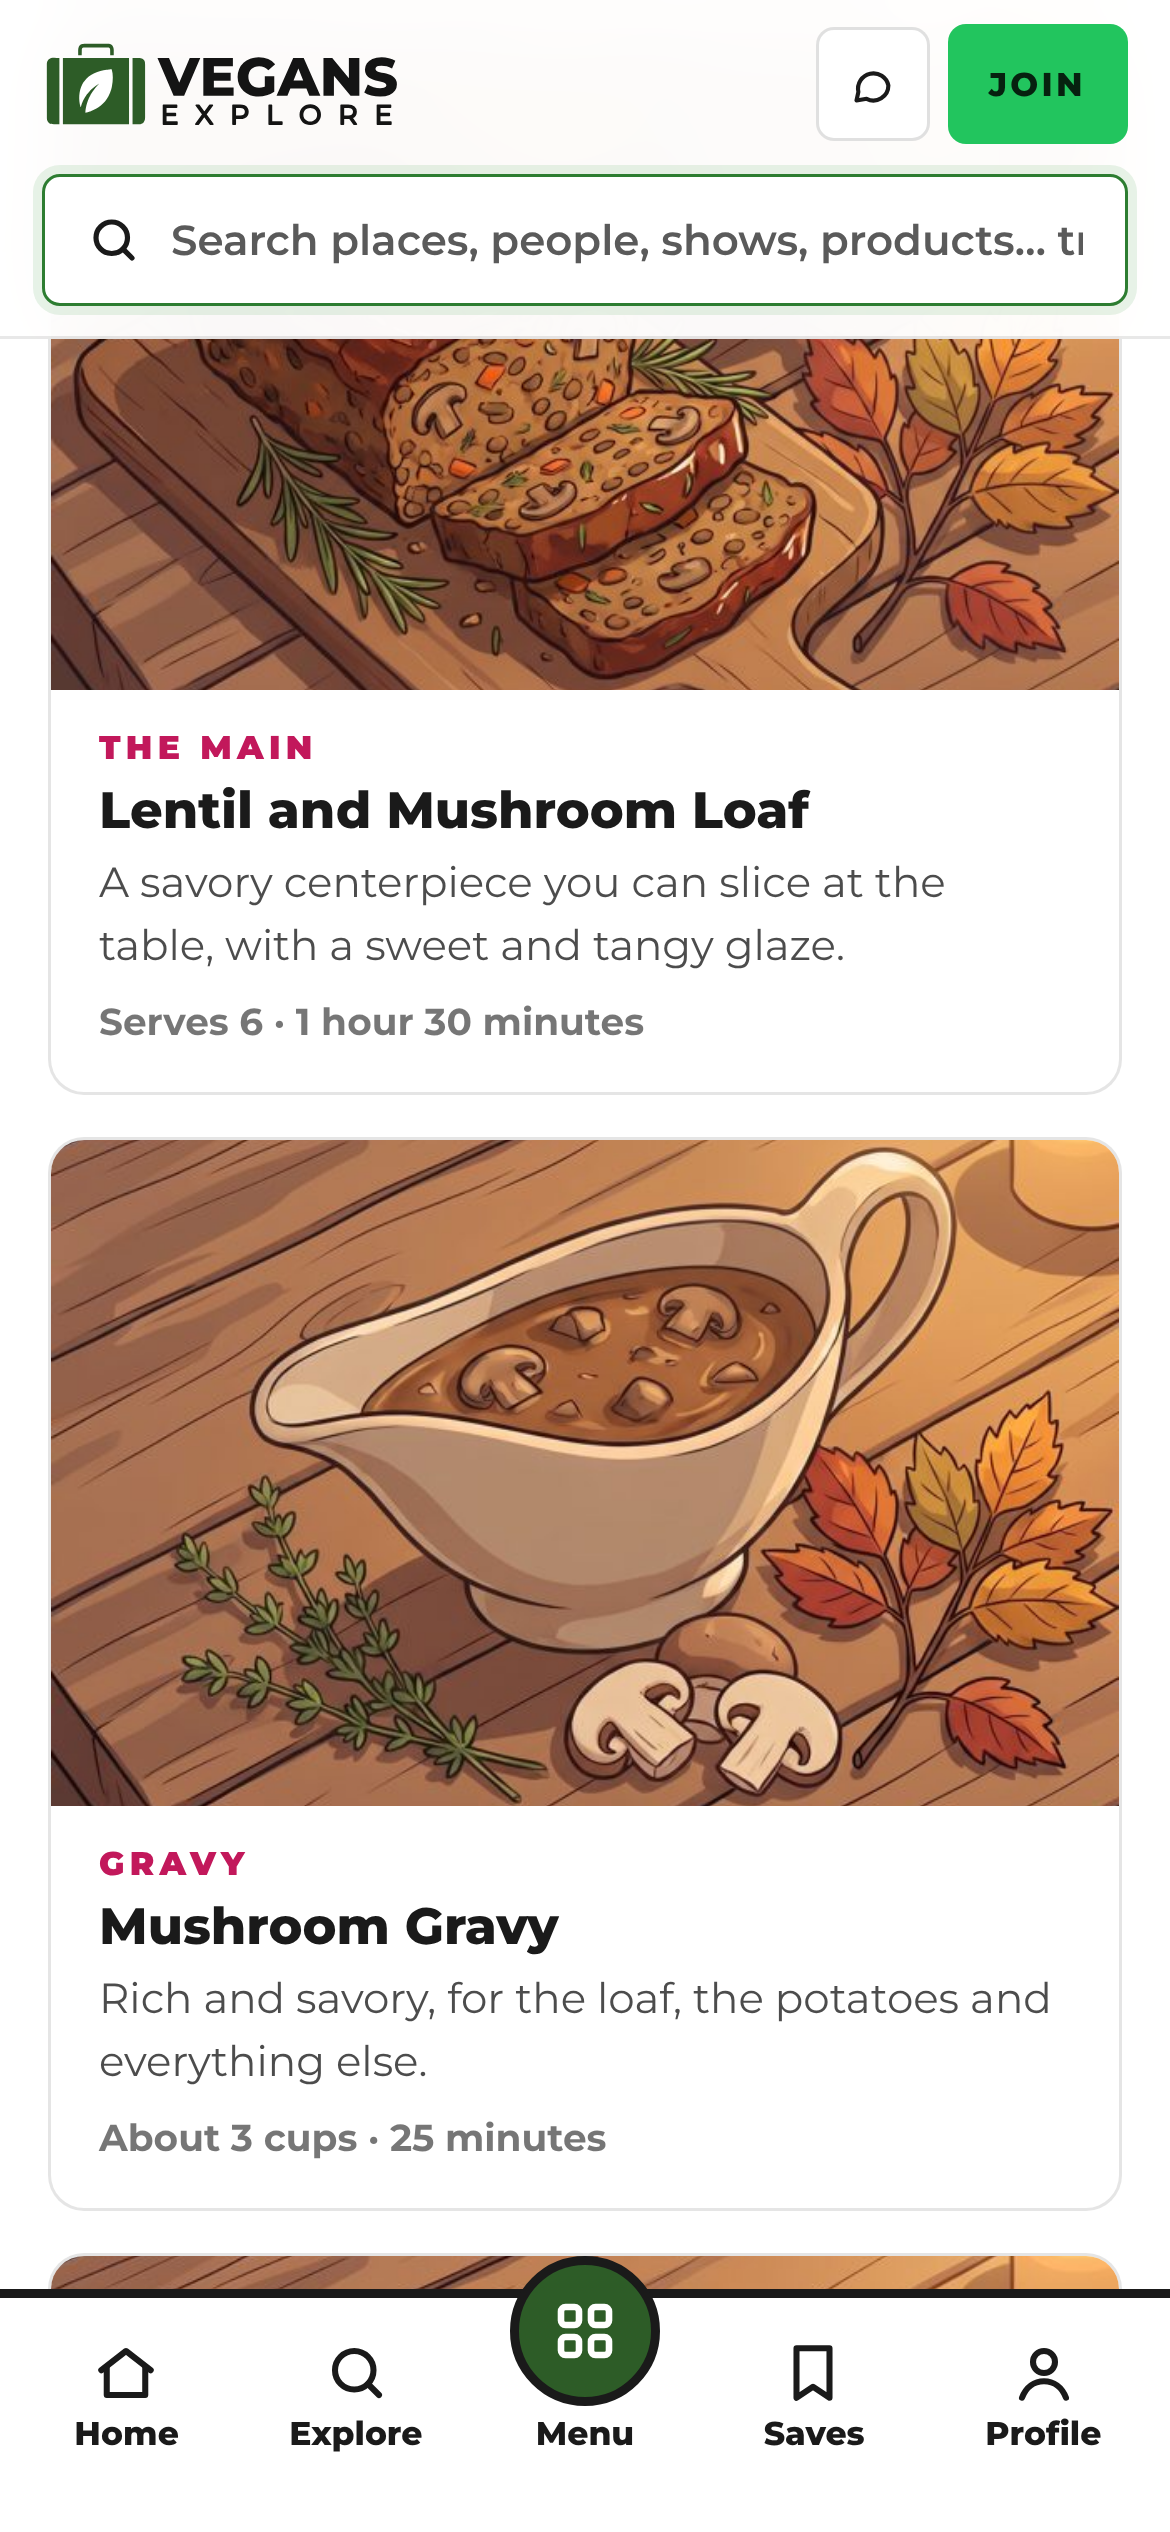 VEGANS
EXPLORE
JOIN
Search places, people, shows, products...
THE MAIN
Lentil and Mushroom Loaf
A savory centerpiece you can slice at the
table, with a sweet and tangy glaze.
Serves 6 · 1 hour 30 minutes
GRAVY
Mushroom Gravy
Rich and savory, for the loaf, the potatoes and
everything else.
About 3 cups · 25 minutes
Home
Explore
Menu
Saves
Profile